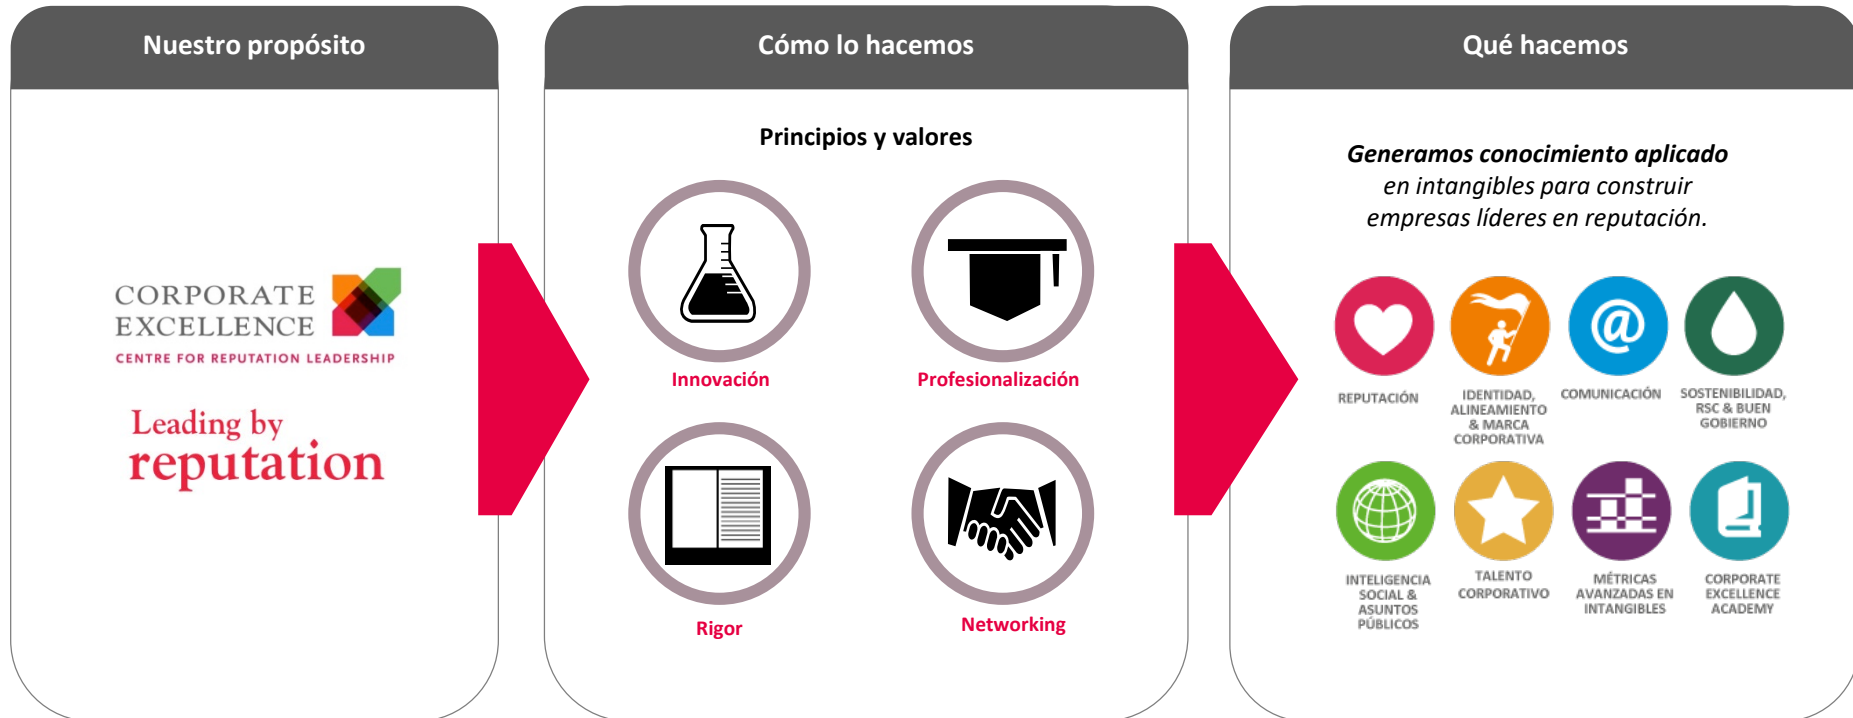 Nuestro propósito
CORPORATE
EXCELLENCE
CENTRE FOR REPUTATION LEADERSHIP
Leading by
reputation
Cómo lo hacemos
Principios y valores
Innovación
Profesionalización
Rigor
Networking
Qué hacemos
Generamos conocimiento aplicado
en intangibles para construir
empresas líderes en reputación.
@
REPUTACIÓN
IDENTIDAD,
ALINEAMIENTO
& MARCA
CORPORATIVA
COMUNICACIÓN
SOSTENIBILIDAD,
RSC & BUEN
GOBIERNO
INTELIGENCIA
SOCIAL &
ASUNTOS
PÚBLICOS
TALENTO
CORPORATIVO
MÉTRICAS
AVANZADAS EN
INTANGIBLES
CORPORATE
EXCELLENCE
ACADEMY